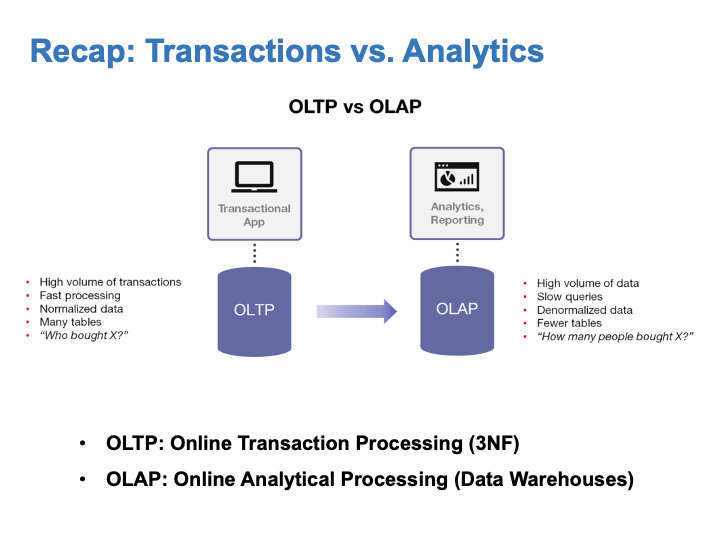 Recap: Transactions vs. Analytics
OLTP vs OLAP
Transactional
App
Analytics,
Reporting
• High volume of transactions
• Fast processing
• Normalized data
• Many tables
• “Who bought X?”
OLTP
OLAP
• High volume of data
• Slow queries
• Denormalized data
• Fewer tables
• “How many people bought X?”
• OLTP: Online Transaction Processing (3NF)
• OLAP: Online Analytical Processing (Data Warehouses)